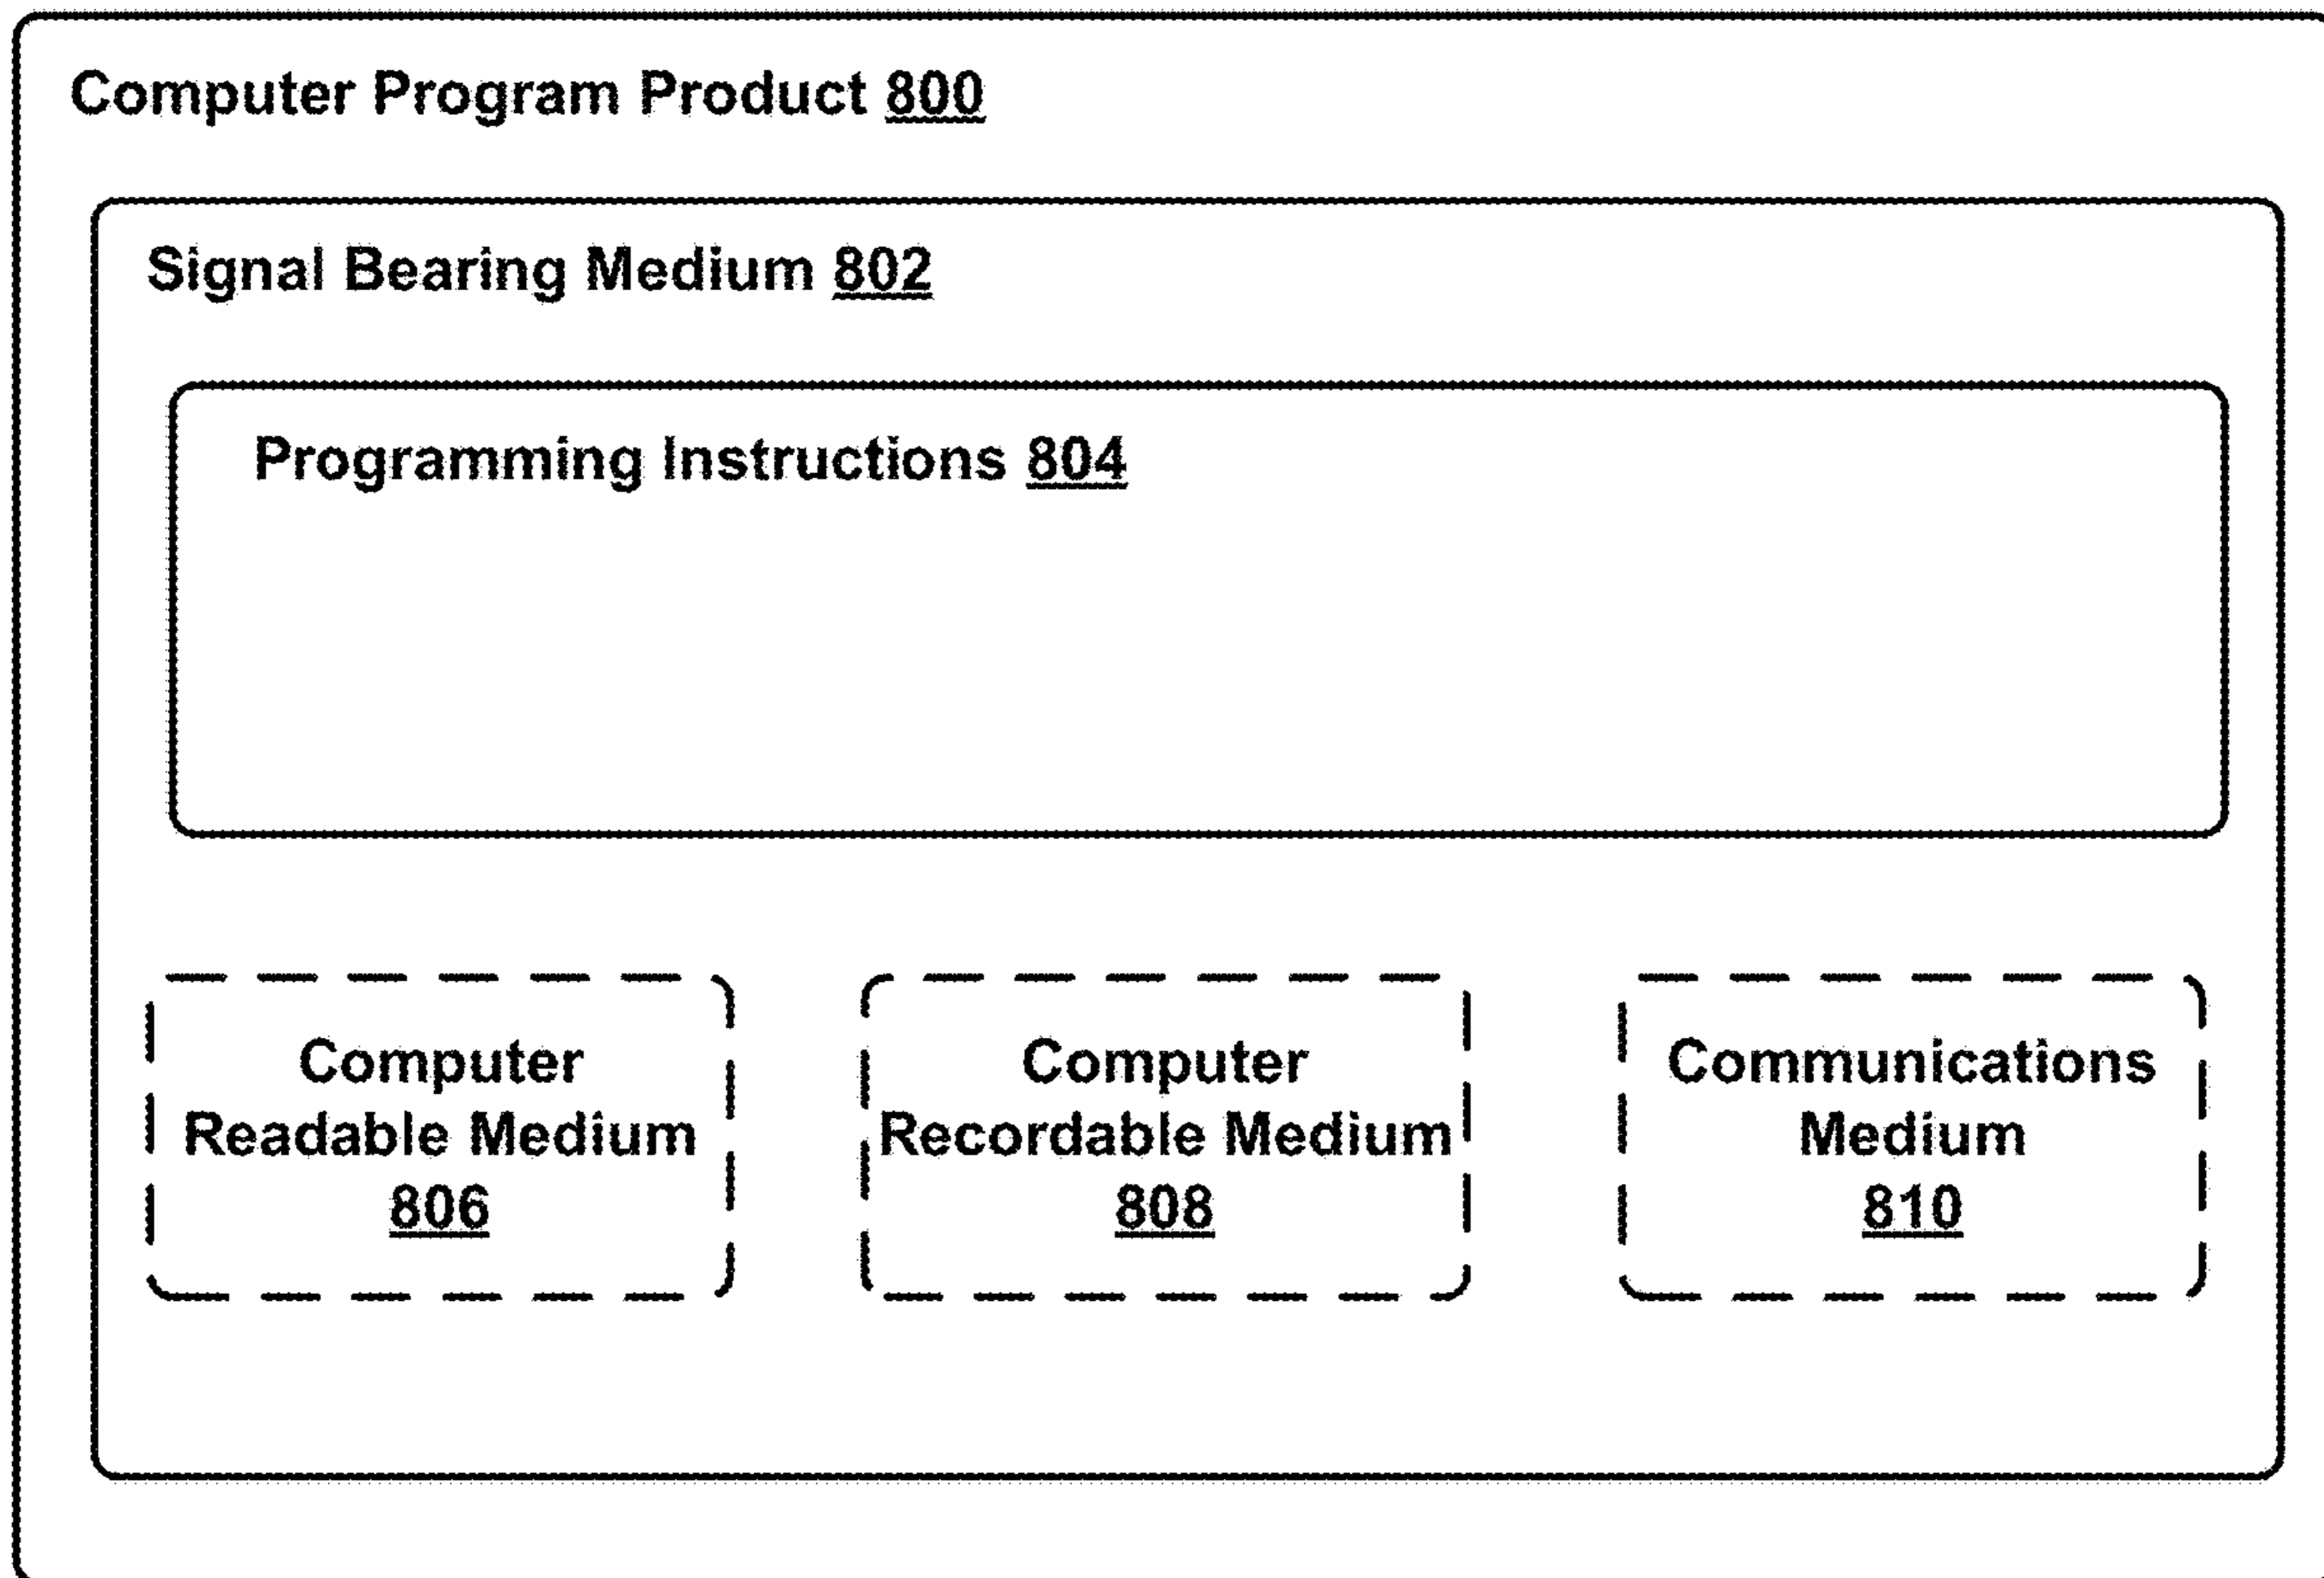 Computer Program Product 800
Signal Bearing Medium 802
Programming Instructions 804
Computer
Readable Medium
806
Computer
Recordable Medium
808
Communications
Medium
810